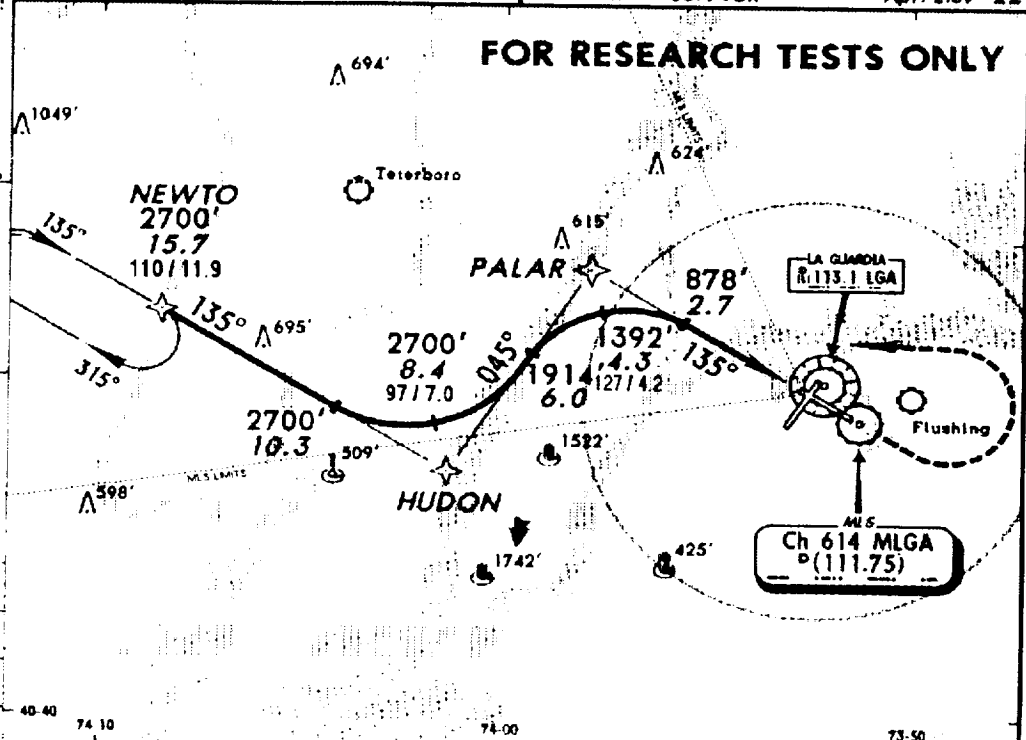 FOR RESEARCH TESTS ONLY
694'
1049'
MLS LIMITS
624'
Teterboro
NEWTO
2700'
15.7
110/11.9
135°
615'
PALAR
LA GUARDIA
113.1 LGA
878'
2.7
135°
695'
2700'
8.4
97/7.0
045°
1392'
4.3
127/4.2
135°
1914
6.0
315°
2700'
10.3
509'
1522'
Flushing
MLS LIMITS
598'
HUDON
MLS
Ch 614 MLGA
D(111.75)
1742'
425'
40-40
74 10
74-00
73-50